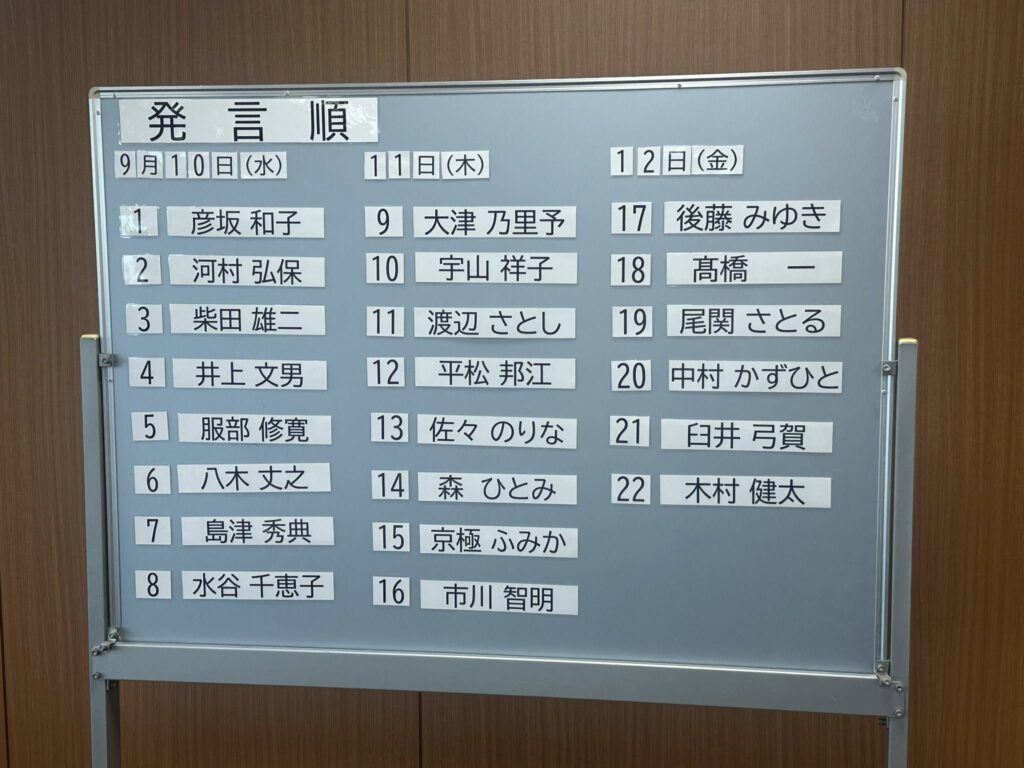 発言順
9月10日(水)
1 彦坂 和子
2 河村 弘保
3 柴田 雄二
4 井上 文男
5 服部 修寛
6 八木 丈之
7 島津 秀典
8 水谷 千恵子
11日(木)
9 大津 乃里予
10 宇山 祥子
11 渡辺 さとし
12 平松 邦江
13 佐々 のりな
14 森 ひとみ
15 京極 ふみか
16 市川 智明
12日(金)
17 後藤 みゆき
18 髙橋 一
19 尾関 さとる
20 中村 かずひと
21 臼井 弓賀
22 木村 健太